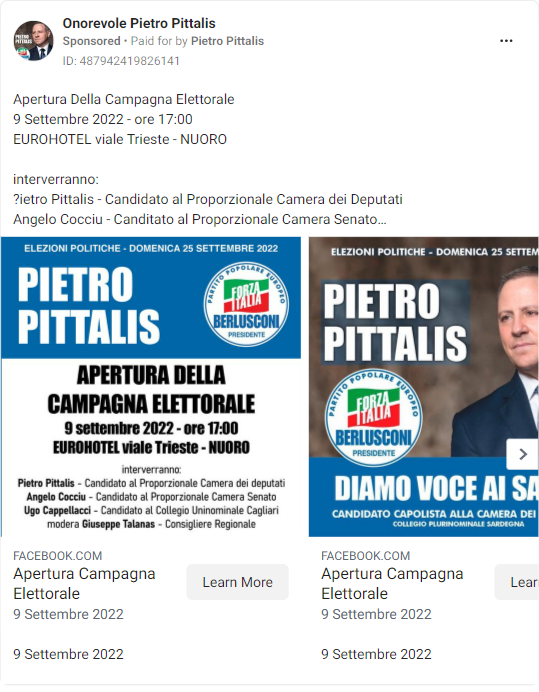 Onorevole Pietro Pittalis
Sponsored • Paid for by Pietro Pittalis
ID: 487942419826141
Apertura Della Campagna Elettorale
9 Settembre 2022 - ore 17:00
EUROHOTEL viale Trieste - NUORO
interverranno:
?ietro Pittalis - Candidato al Proporzionale Camera dei Deputati
Angelo Cocciu - Canditato al Proporzionale Camera Senato…
ELEZIONI POLITICHE - DOMENICA 25 SETTEMBRE 2022
PIETRO
PITTALIS
PARTITO POPOLARE EUROPEO
FORZA
ITALIA
BERLUSCONI
PRESIDENTE
APERTURA DELLA
CAMPAGNA ELETTORALE
9 settembre 2022 - ore 17:00
EUROHOTEL viale Trieste - NUORO
interverranno:
Pietro Pittalis - Candidato al Proporzionale Camera dei deputati
Angelo Cocciu - Candidato al Proporzionale Camera Senato
Ugo Cappellacci - Candidato al Collegio Uninominale Cagliari
modera Giuseppe Talanas - Consigliere Regionale
FACEBOOK.COM
Apertura Campagna
Elettorale
Learn More
9 Settembre 2022
9 Settembre 2022
ELEZIONI POLITICHE - DOMENICA 25 SETTEM
PIETRO
PITTALIS
PARTITO POPOLARE EUROPEO
FORZA
ITALIA
BERLUSCONI
PRESIDENTE
DIAMO VOCE AI SA
CANDIDATO CAPOLISTA ALLA CAMERA DEI
COLLEGIO PLURINOMINALE SARDEGNA
FACEBOOK.COM
Apertura Campagna
Elettorale
Lear
9 Settembre 2022
9 Settembre 2022